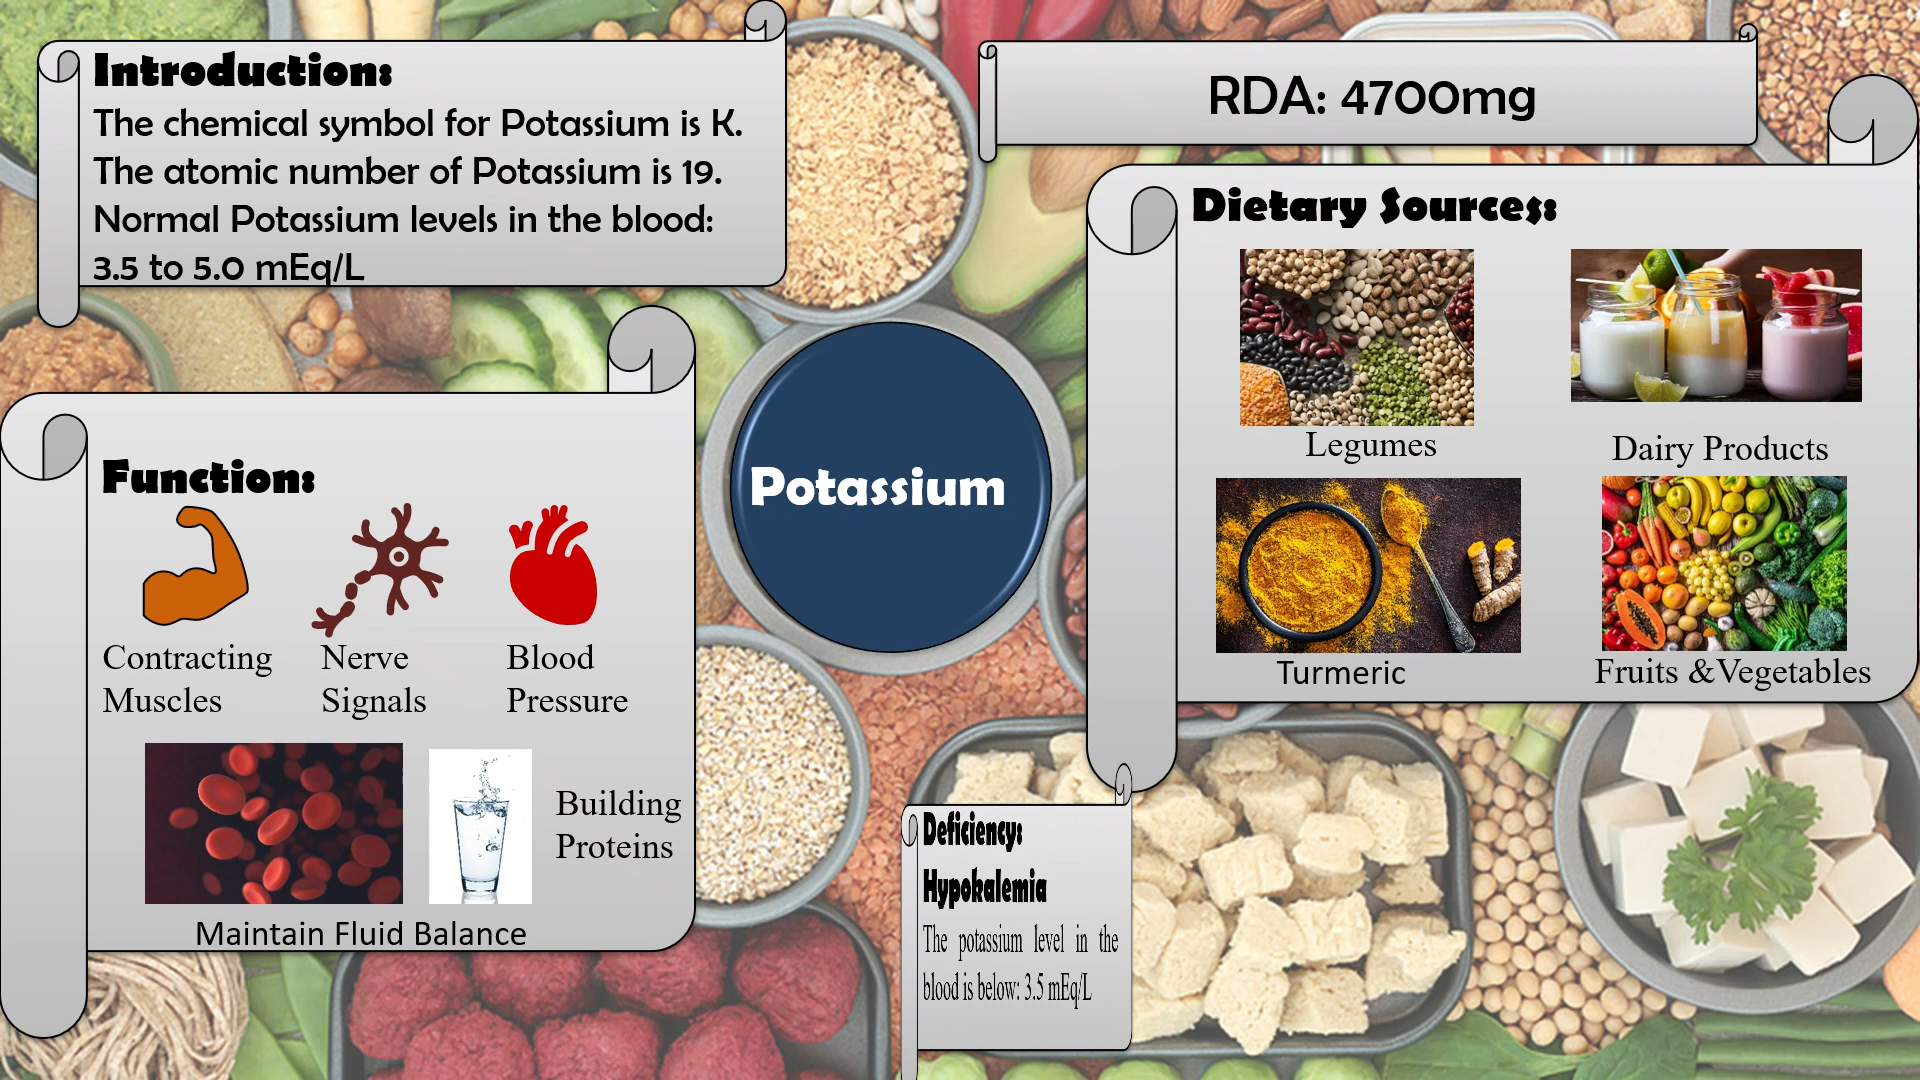 Introduction:
The chemical symbol for Potassium is K.
The atomic number of Potassium is 19.
Normal Potassium levels in the blood:
3.5 to 5.0 mEq/L
RDA: 4700mg
Dietary Sources:
Legumes
Dairy Products
Turmeric
Fruits &Vegetables
Potassium
Function:
Contracting
Muscles
Nerve
Signals
Blood
Pressure
Building
Proteins
Maintain Fluid Balance
Deficiency:
Hypokalemia
The potassium level in the
blood is below: 3.5 mEq/L